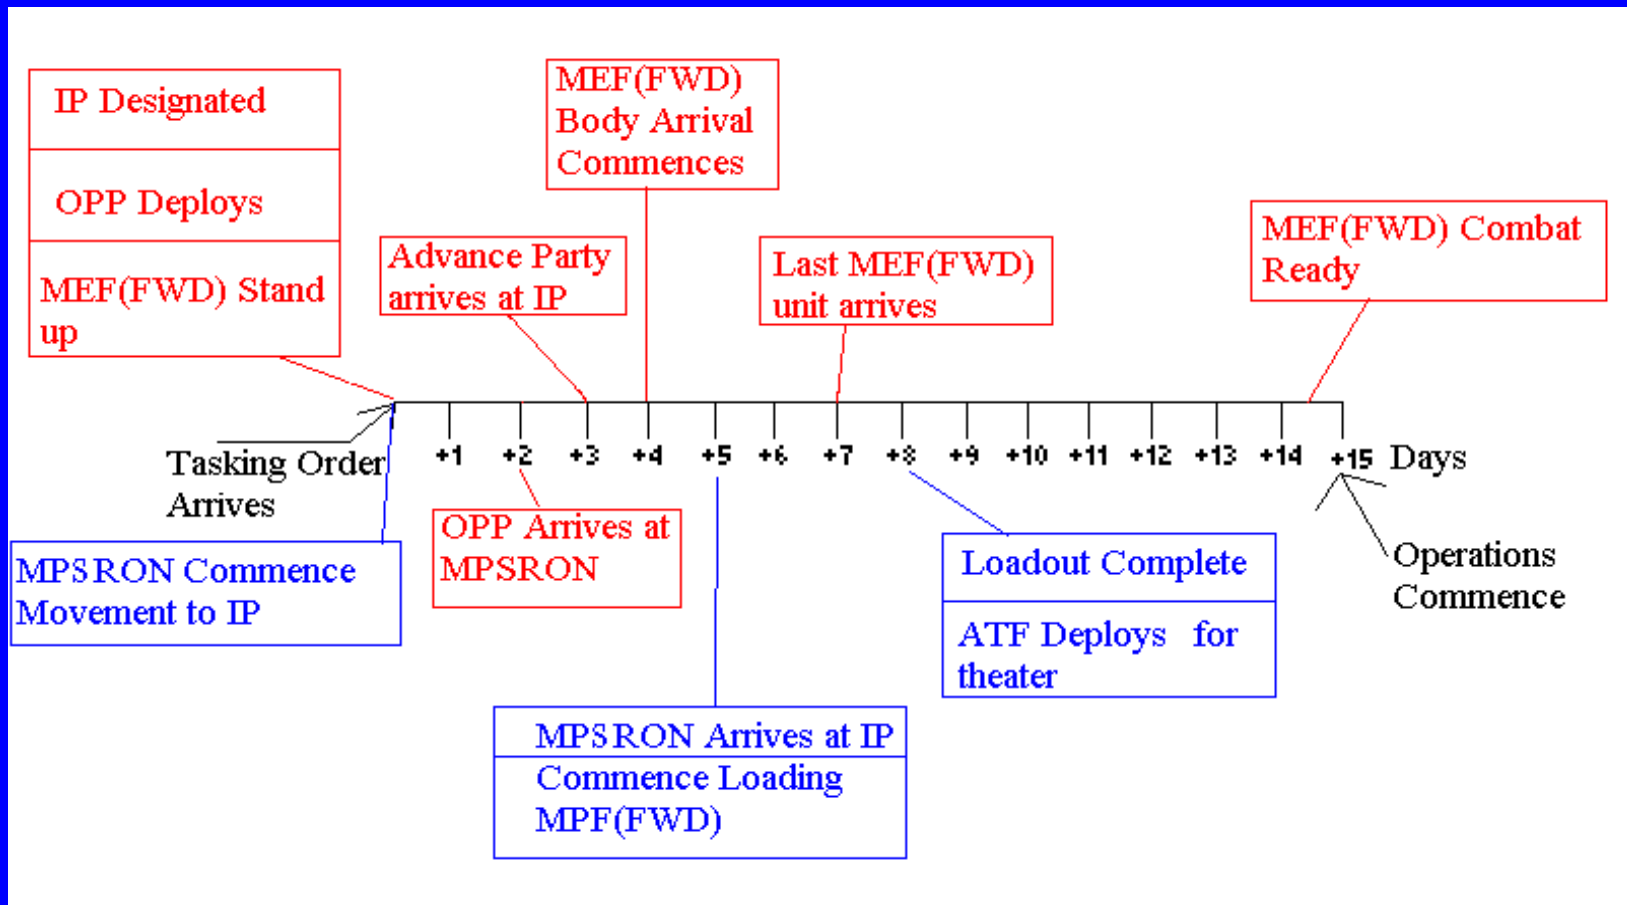 IP Designated
OPP Deploys
MEF(FWD) Stand
up
Advance Party
arrives at IP
MEF(FWD)
Body Arrival
Commences
Last MEF(FWD)
unit arrives
MEF(FWD) Combat
Ready
Tasking Order
Arrives
+1 +2 +3 +4 +5 +6 +7 +8 +9 +10 +11 +12 +13 +14 +15 Days
MPSRON Commence
Movement to IP
OPP Arrives at
MPSRON
MPSRON Arrives at IP
Commence Loading
MPF(FWD)
Loadout Complete
ATF Deploys for
theater
Operations
Commence